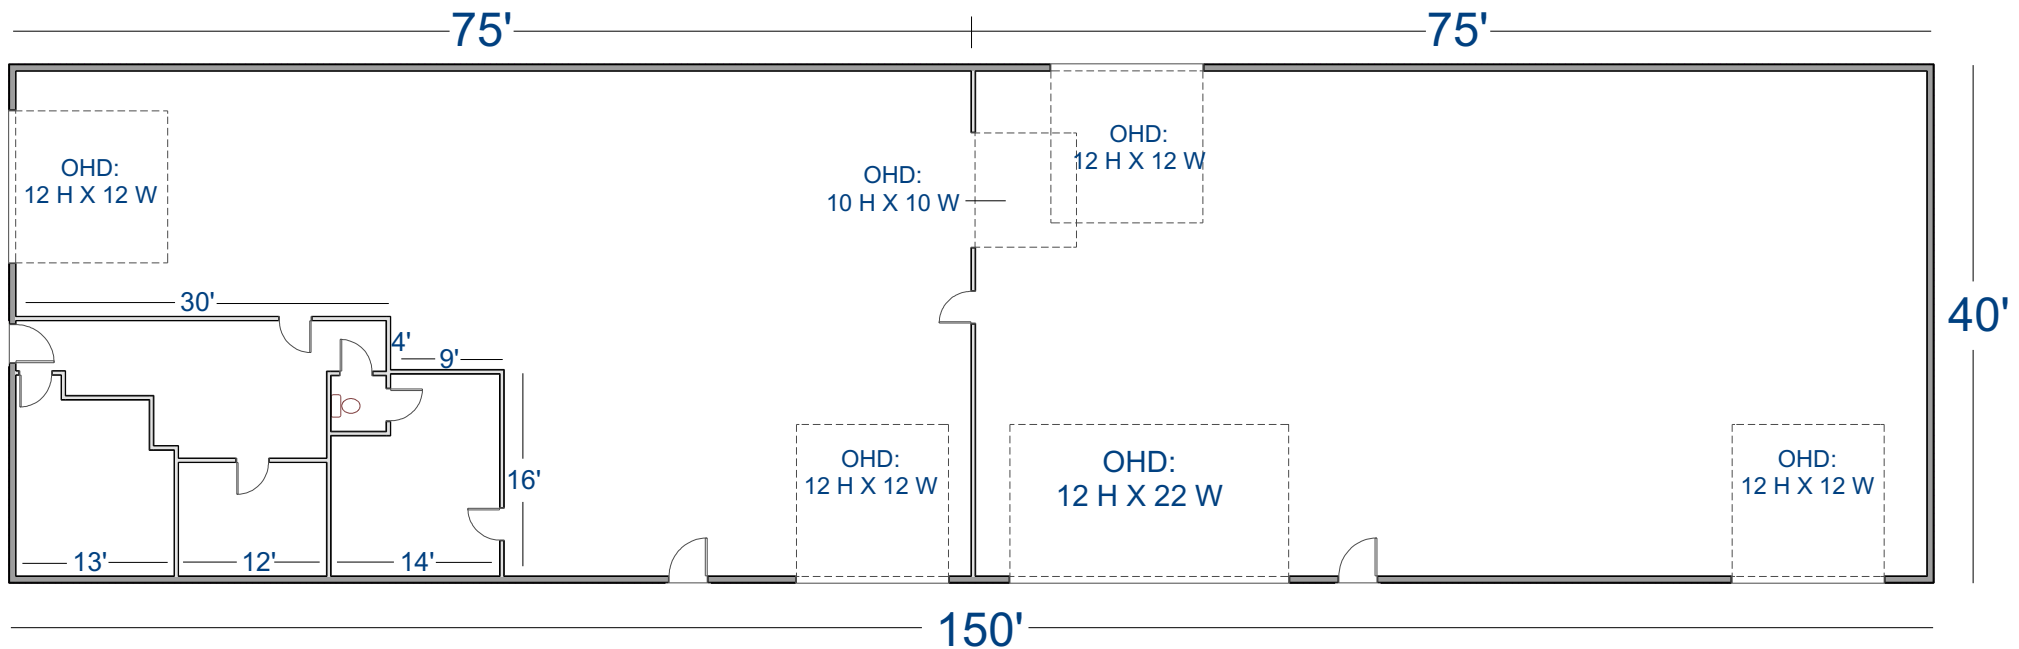 75'
75'
OHD:
12 H X 12 W
OHD:
12 H X 12 W
OHD:
10 H X 10 W
30'
4'
9'
40'
OHD:
12 H X 12 W
OHD:
12 H X 22 W
OHD:
12 H X 12 W
16'
13'
12'
14'
150'